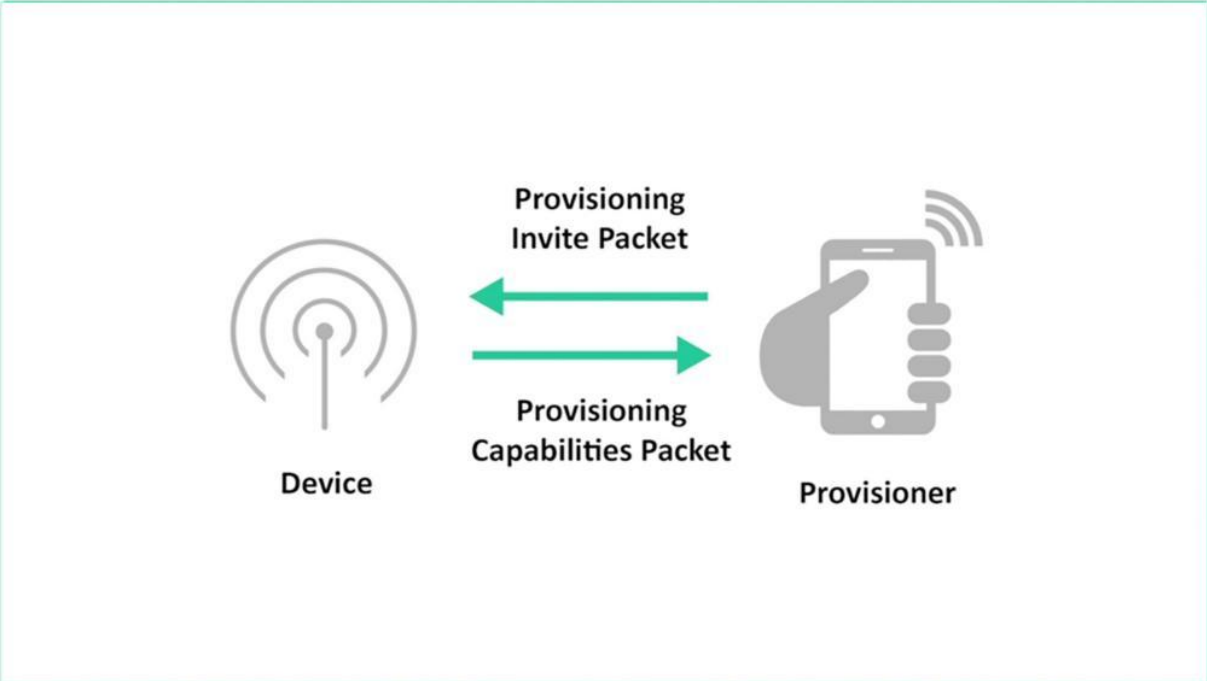 Provisioning
Invite Packet
Provisioning
Capabilities Packet
Device
Provisioner